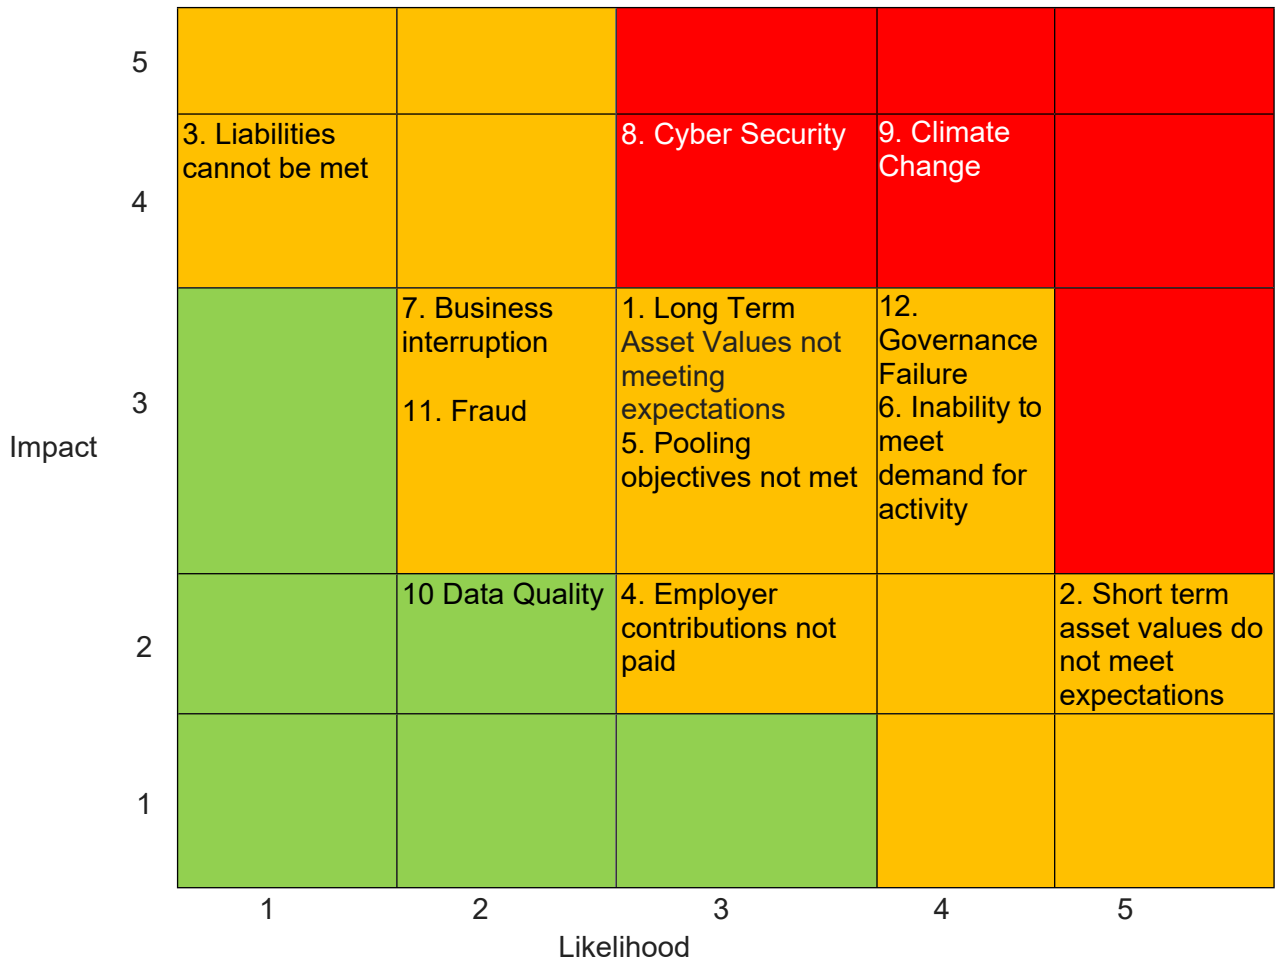 5
3. Liabilities
cannot be met
8. Cyber Security
9. Climate
Change
4
7. Business
interruption
11. Fraud
1. Long Term
Asset Values not
meeting
expectations
5. Pooling
objectives not met
12.
Governance
Failure
6. Inability to
meet
demand for
activity
3
Impact
10 Data Quality
4. Employer
contributions not
paid
2. Short term
asset values do
not meet
expectations
2
1
1
2
3
4
5
Likelihood